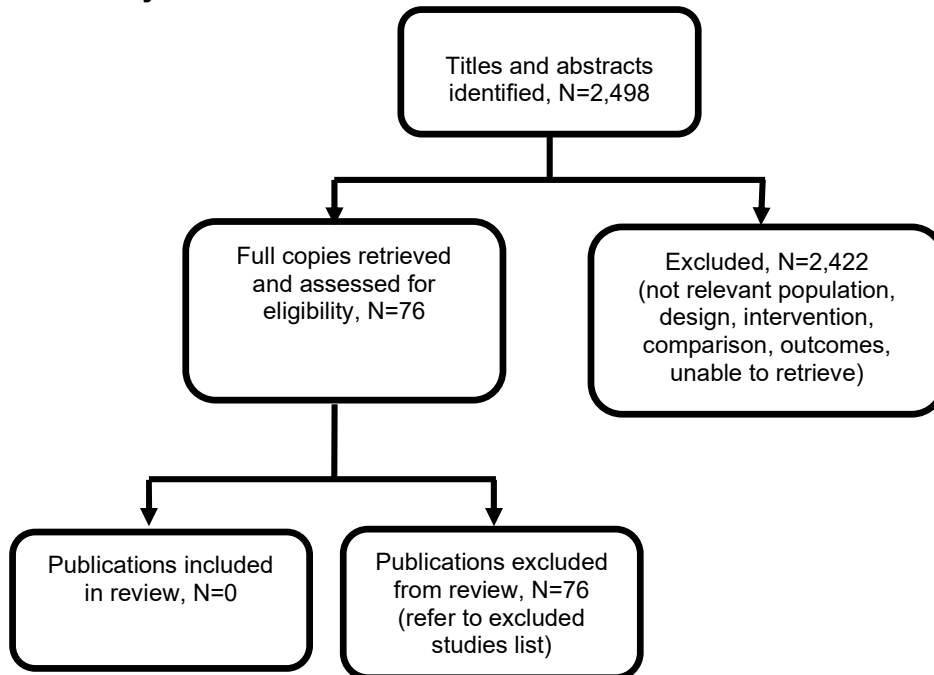 Titles and abstracts
identified, N=2,498
Full copies retrieved
and assessed for
eligibility, N=76
Excluded, N=2,422
(not relevant population,
design, intervention,
comparison, outcomes,
unable to retrieve)
Publications included
in review, N=0
Publications excluded
from review, N=76
(refer to excluded
studies list)